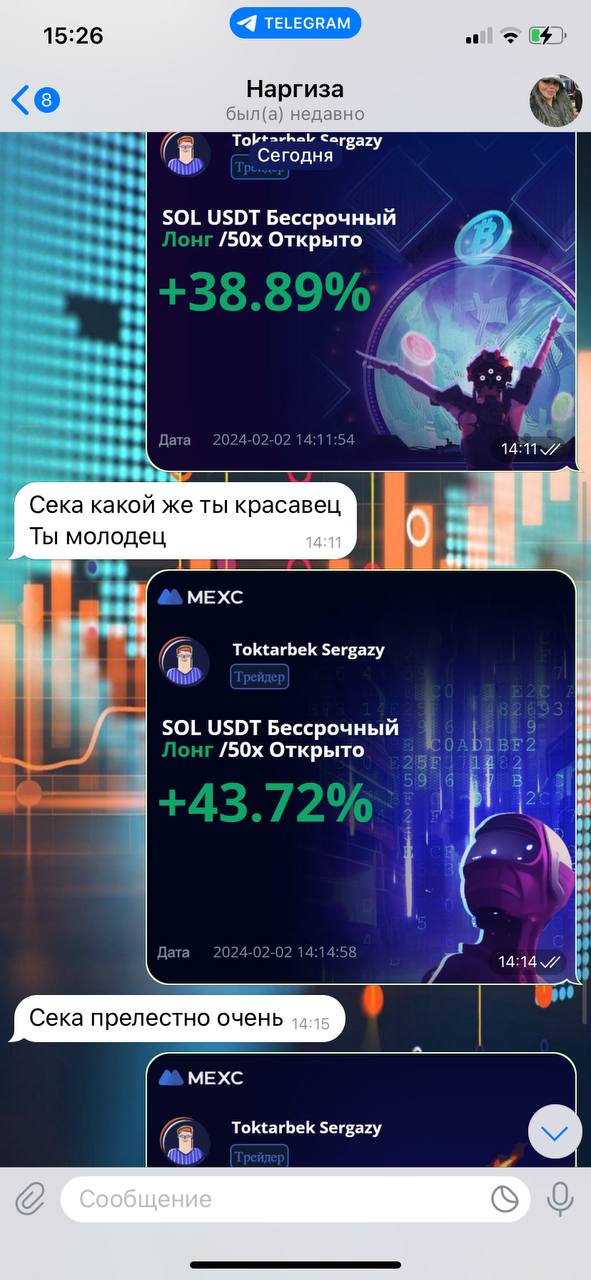 15:26
TELEGRAM
8
Наргиза
был(а) недавно
Toktarbek Sergazy
Сегодня
SOL USDT Бессрочный
Лонг /50x Открыто
+38.89%
Дата 2024-02-02 14:11:54
14:11
Сека какой же ты красавец
Ты молодец
14:11
MEXC
Toktarbek Sergazy
Трейдер
SOL USDT Бессрочный
Лонг /50x Открыто
+43.72%
Дата 2024-02-02 14:14:58
14:14
Сека прелестно очень 14:15
MEXC
Toktarbek Sergazy
Трейдер
Сообщение